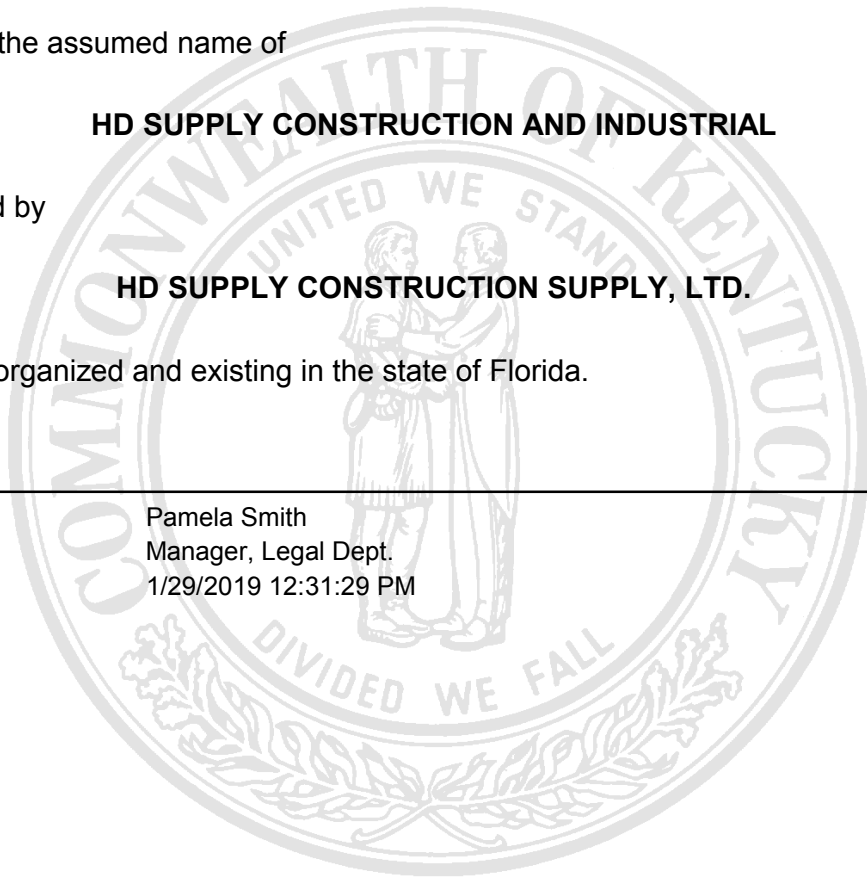 the assumed name of
HD SUPPLY CONSTRUCTION AND INDUSTRIAL
d by
HD SUPPLY CONSTRUCTION SUPPLY, LTD.
organized and existing in the state of Florida.
Pamela Smith
Manager, Legal Dept.
1/29/2019 12:31:29 PM
COMMONWEALTH OF KENTUCKY
UNITED WE STAND
DIVIDED WE FALL